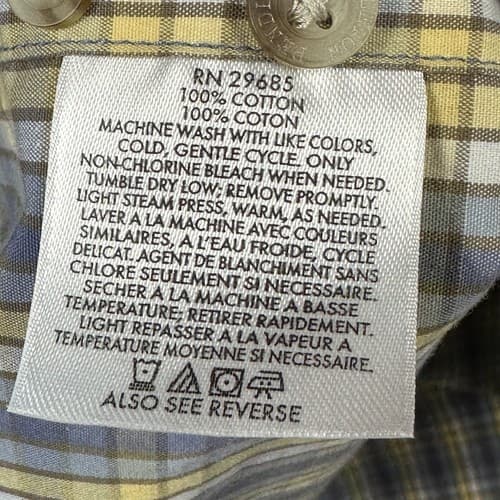 RN 29685
100% COTTON
100% COTON
MACHINE WASH WITH LIKE COLORS,
COLD, GENTLE CYCLE. ONLY
NON-CHLORINE BLEACH WHEN NEEDED.
TUMBLE DRY LOW; REMOVE PROMPTLY.
LIGHT STEAM PRESS, WARM, AS NEEDED.
LAVER A LA MACHINE AVEC COULEURS
SIMILAIRES, A L'EAU FROIDE, CYCLE
DELICAT. AGENT DE BLANCHIMENT SANS
CHLORE SEULEMENT SI NECESSAIRE.
SECHER A LA MACHINE A BASSE
TEMPERATURE; RETIRER RAPIDEMENT.
LIGHT REPASSER A LA VAPEUR A
TEMPERATURE MOYENNE SI NECESSAIRE.
ALSO SEE REVERSE